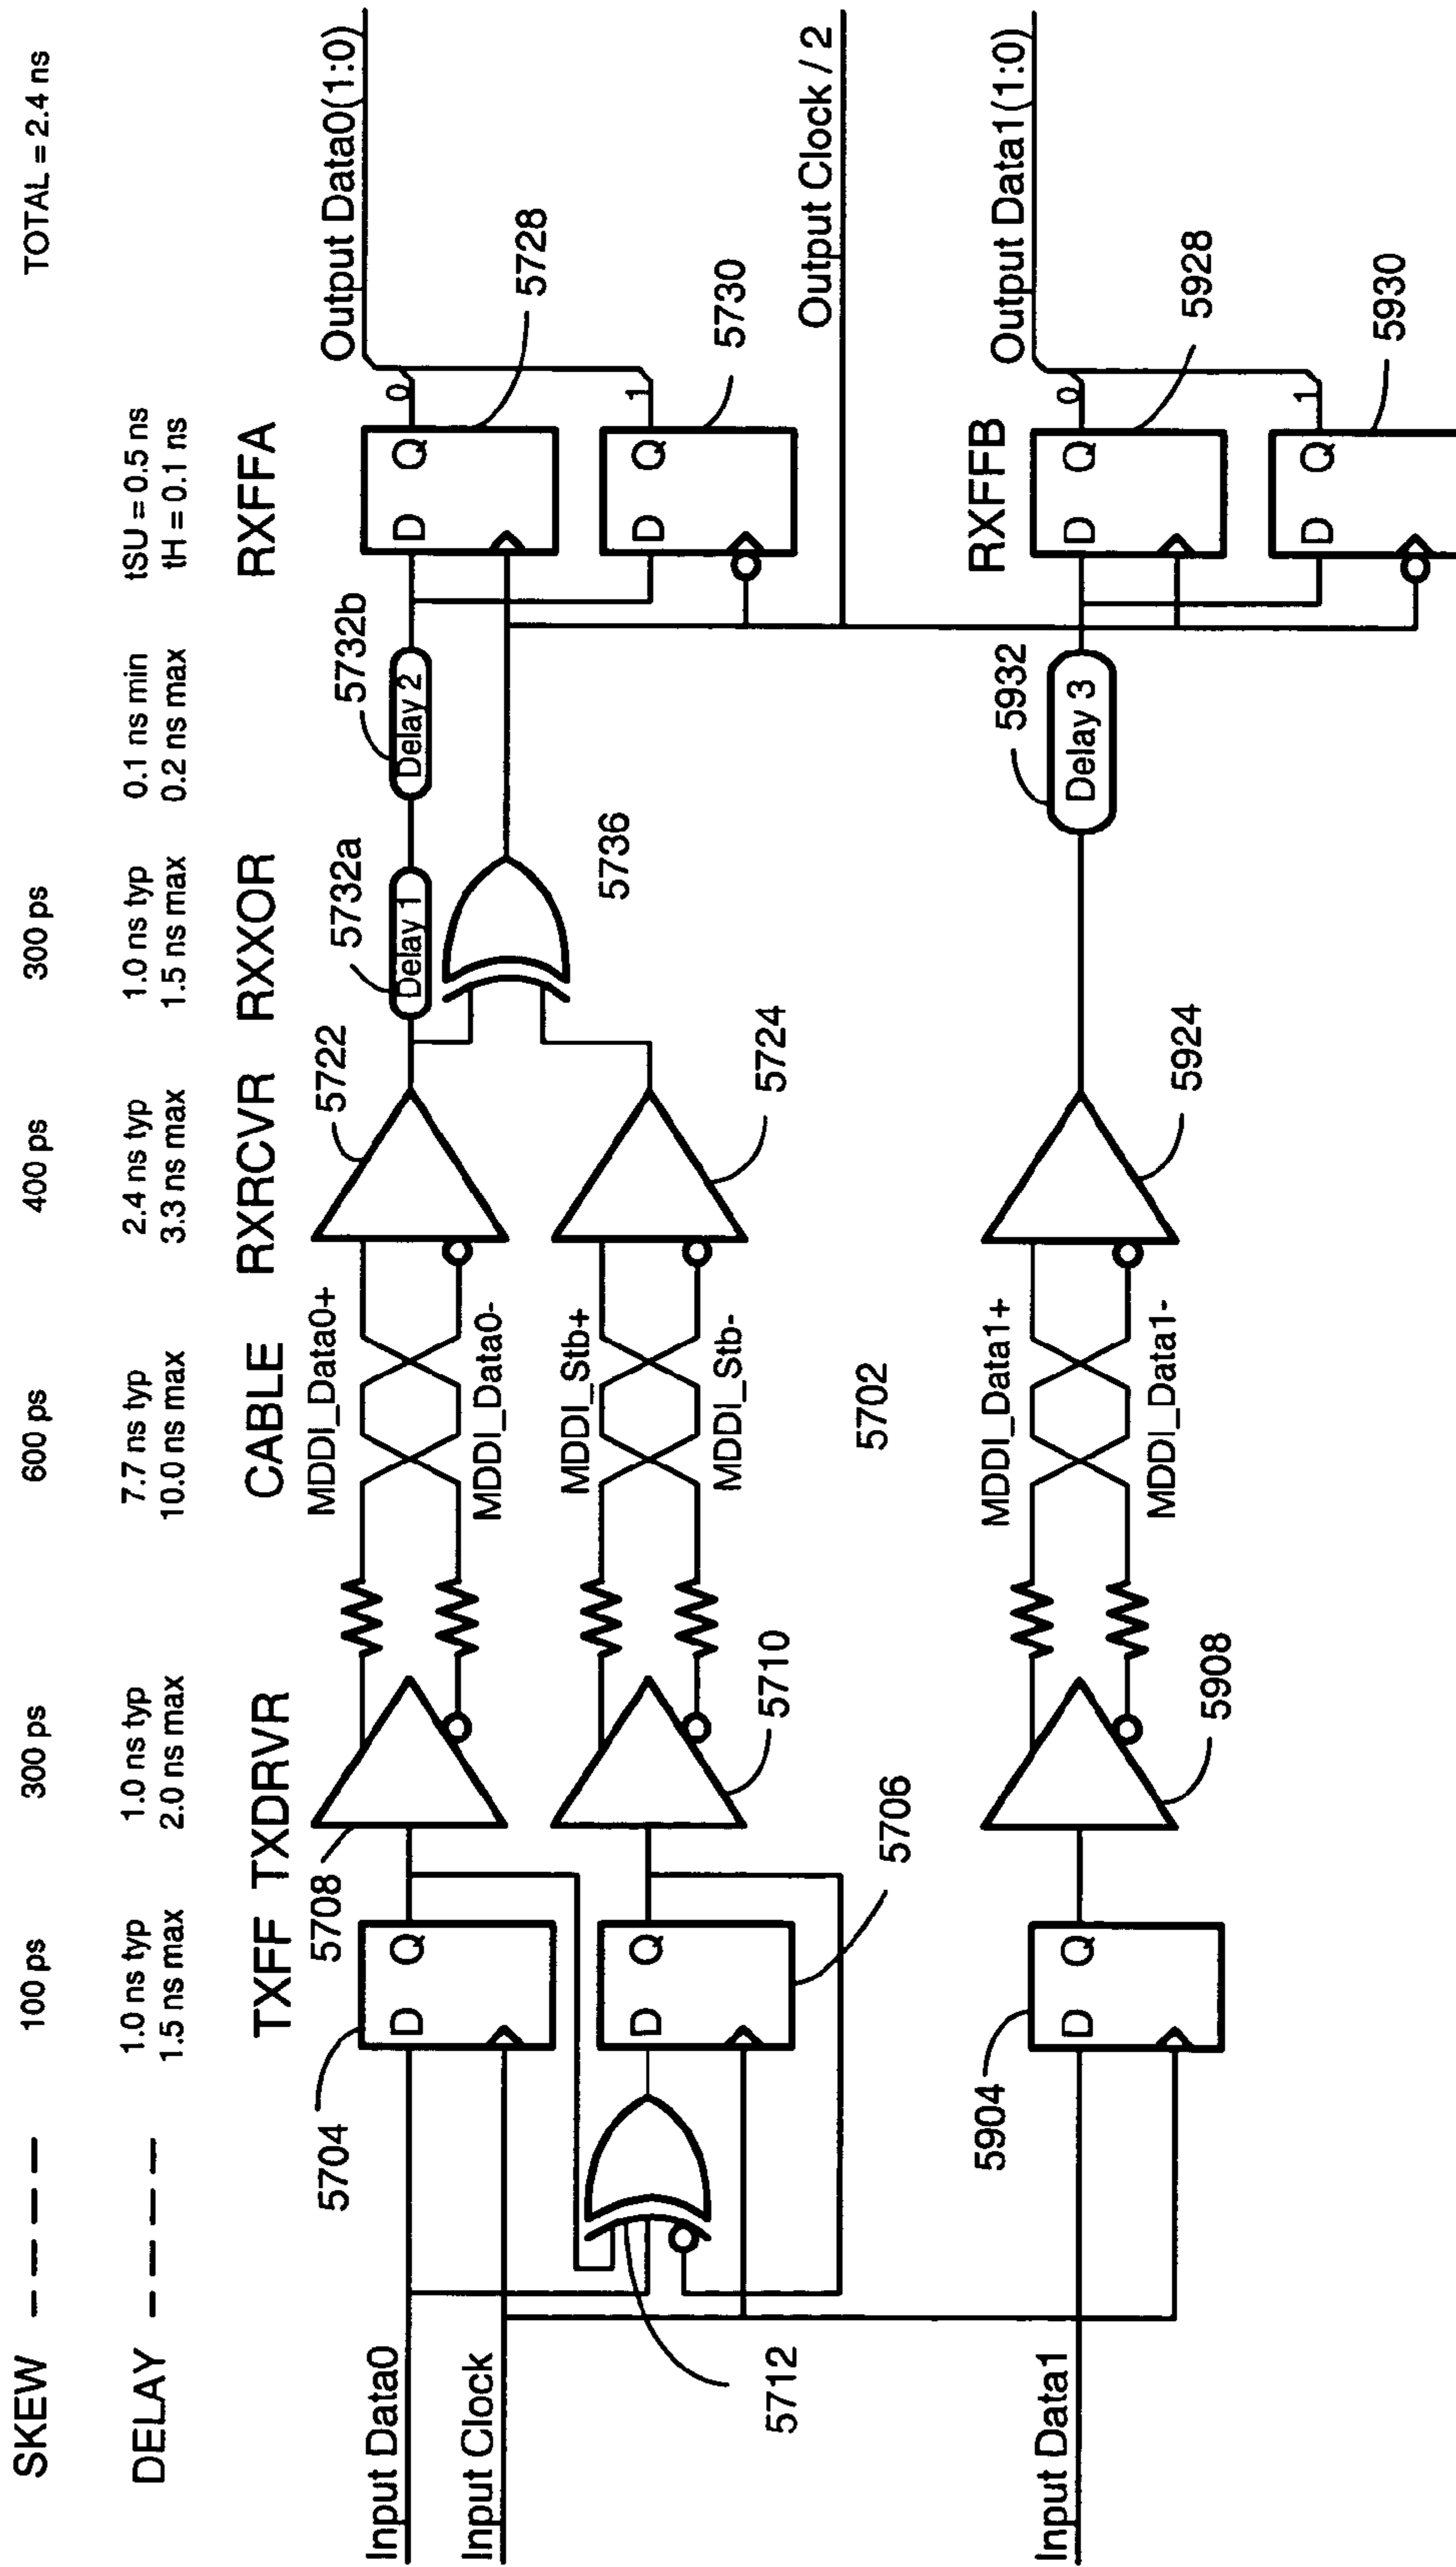 SKEW 100 ps 300 ps 600 ps 400 ps 300 ps TOTAL = 2.4 ns
DELAY 1.0 ns typ 1.0 ns typ 7.7 ns typ 2.4 ns typ 1.0 ns typ 0.1 ns min tSU = 0.5 ns
1.5 ns max 2.0 ns max 10.0 ns max 3.3 ns max 1.5 ns max 0.2 ns max tH = 0.1 ns
TXFF TXDRVR CABLE RXRCVR RXXOR RXFFA
5704
5708
MDDI_Data0+
5722
5732a
5732b
Output Data0(1:0)
Input Data0
D Q
Delay 1
Delay 2
D Q
0
MDDI_Data0-
5728
Input Clock
5736
D Q
MDDI_Stb+
D Q
1
5730
MDDI_Stb-
5712
5710
5724
Output Clock / 2
5706
5702
5904
MDDI_Data1+
5932
RXFFB
Output Data1(1:0)
Input Data1
D Q
Delay 3
D Q
0
MDDI_Data1-
5908
5924
5928
D Q
1
5930